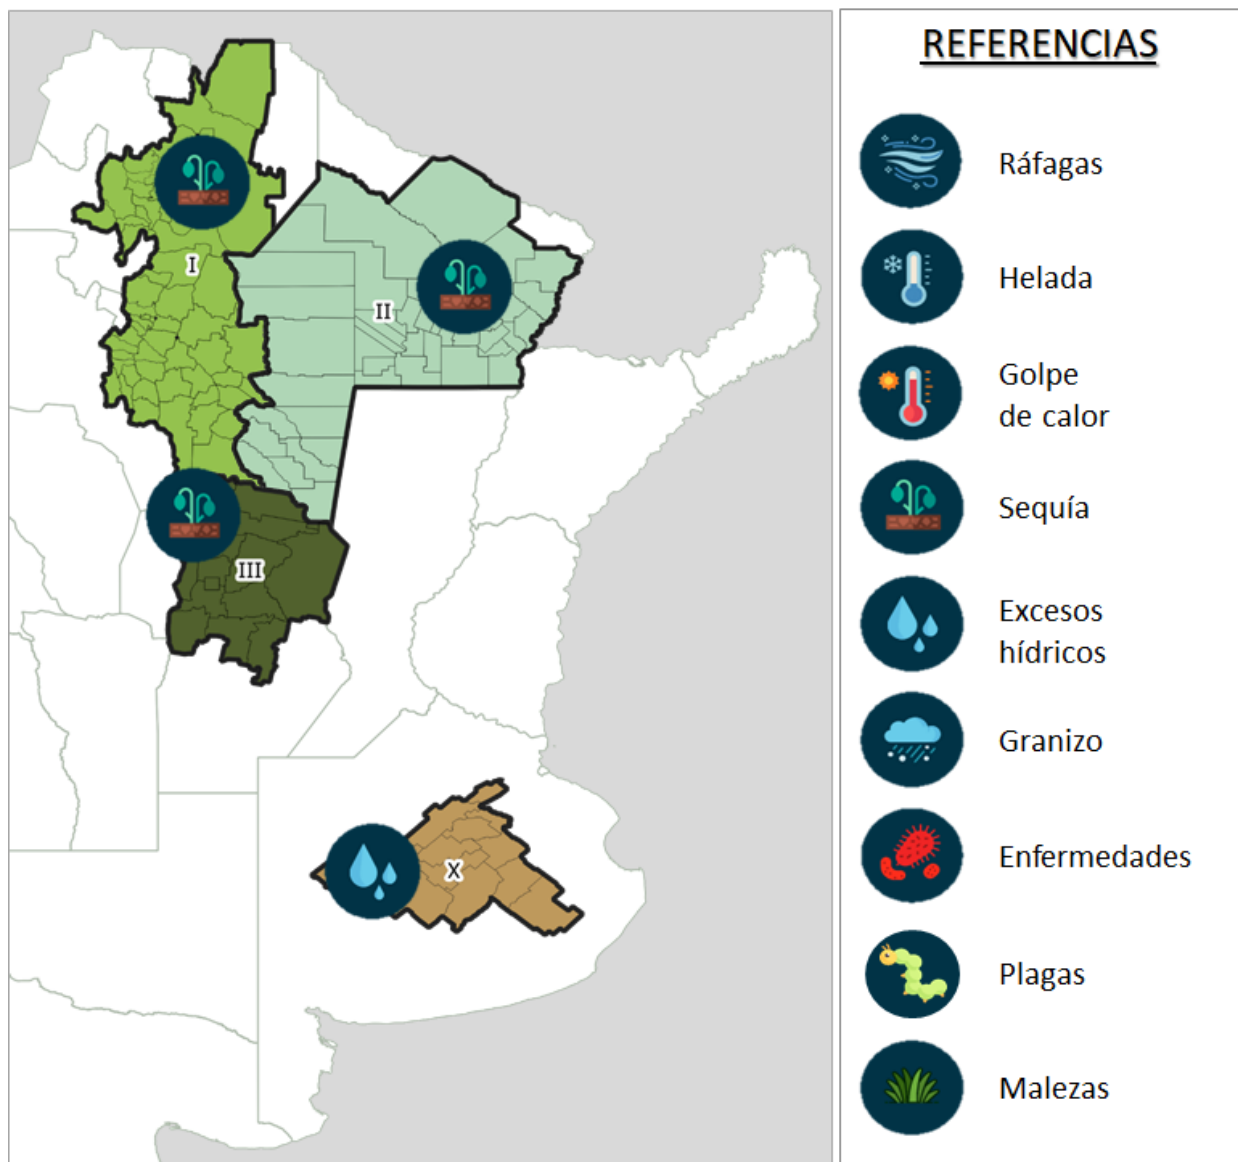 I
II
III
X
REFERENCIAS
Ráfagas
Helada
Golpe
de calor
Sequía
Excesos
hídricos
Granizo
Enfermedades
Plagas
Malezas